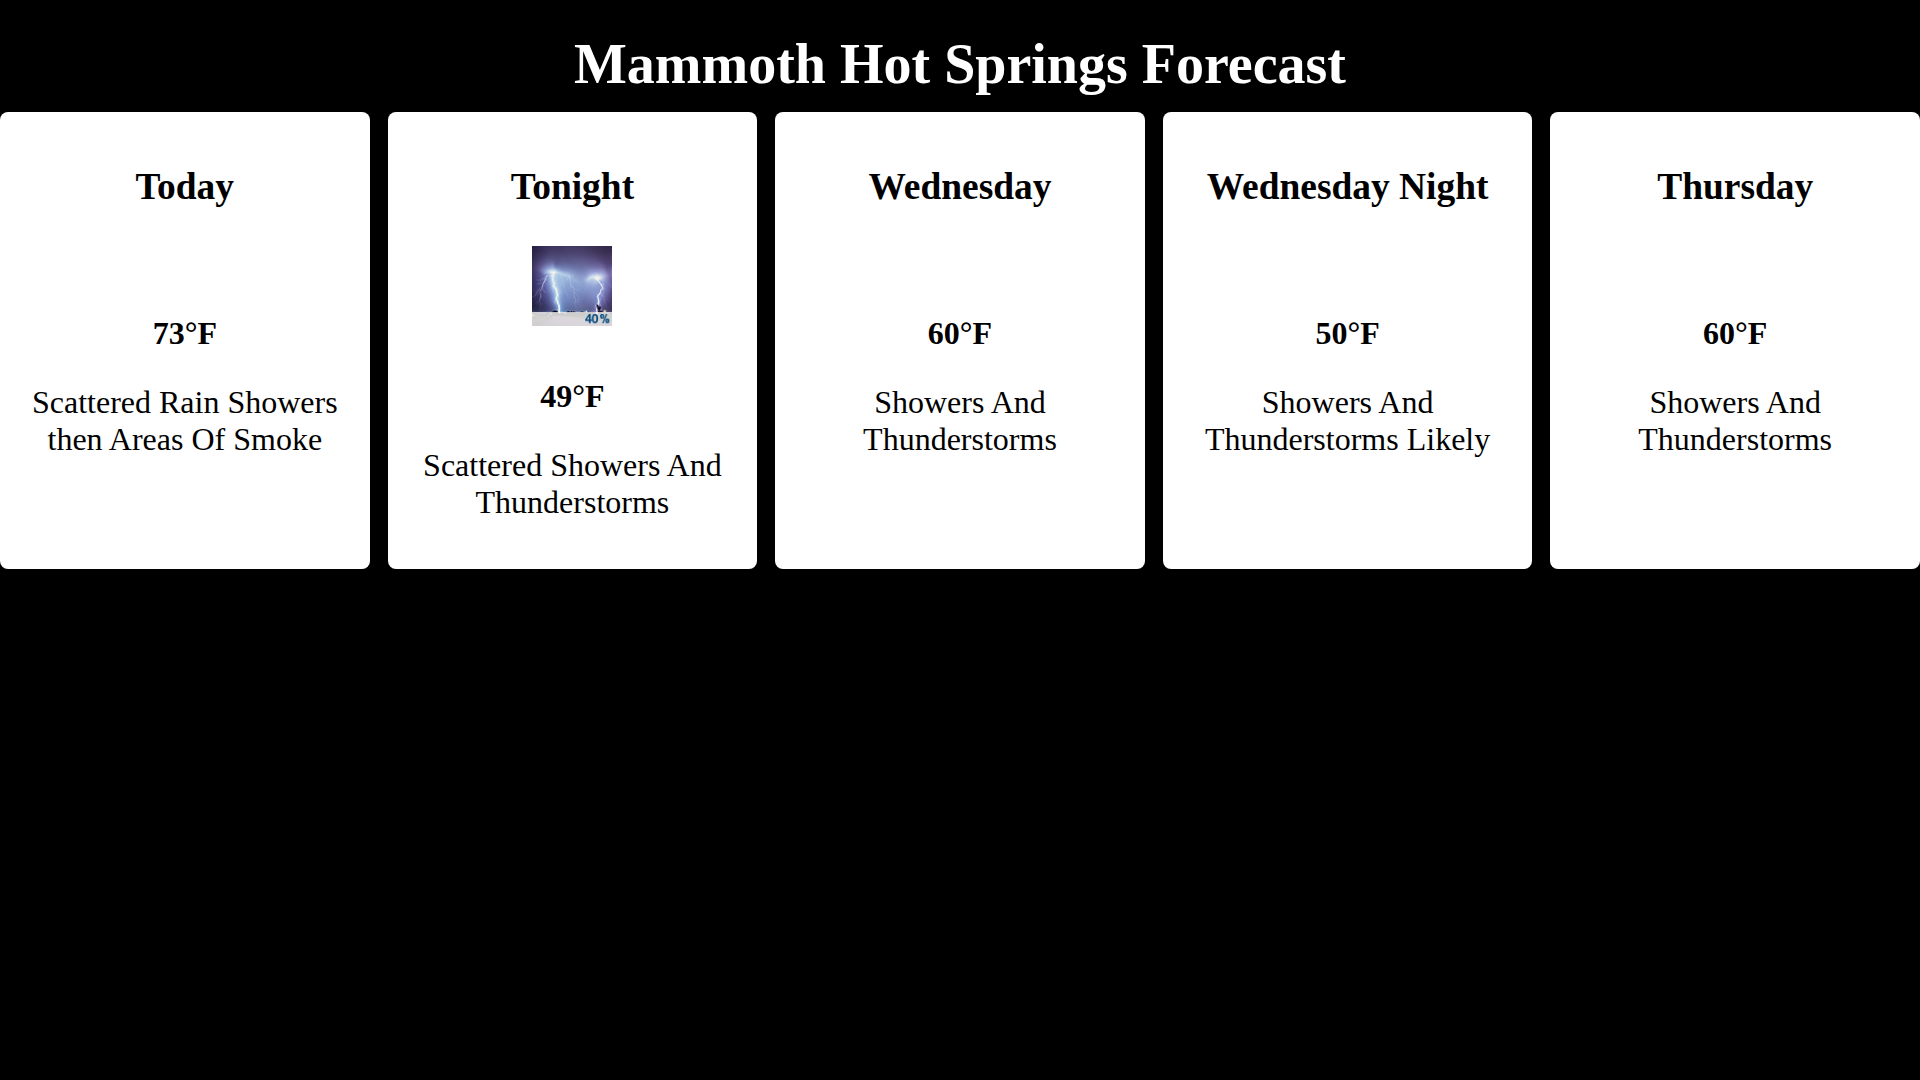 Mammoth Hot Springs Forecast
Today
73°F
Scattered Rain Showers
then Areas Of Smoke
Tonight
40%
49°F
Scattered Showers And
Thunderstorms
Wednesday
60°F
Showers And
Thunderstorms
Wednesday Night
50°F
Showers And
Thunderstorms Likely
Thursday
60°F
Showers And
Thunderstorms